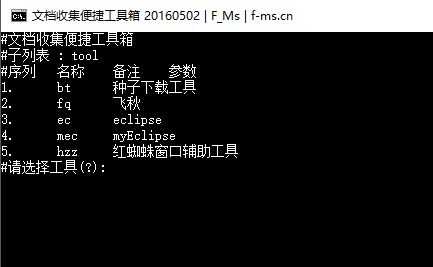 文档收集便捷工具箱 20160502 | F_Ms | f-ms.cn
#文档收集便捷工具箱
#子列表 : tool
#序列 名称 备注 参数
1. bt 种子下载工具
2. fq 飞秋
3. ec eclipse
4. mec myEclipse
5. hzz 红蜘蛛窗口辅助工具
#请选择工具(?):